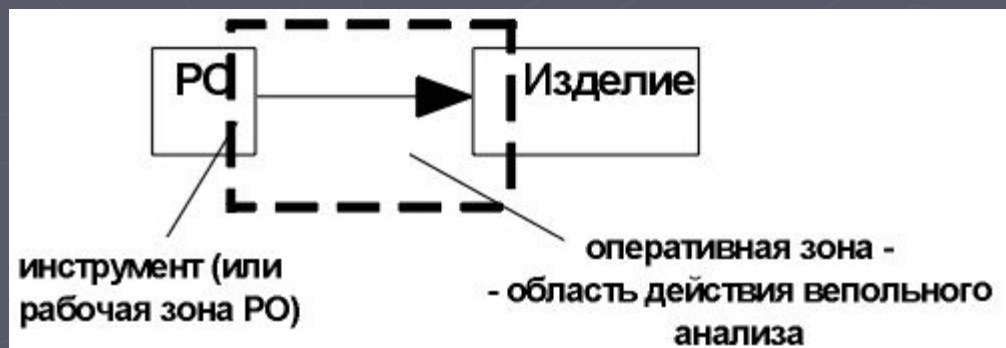 РО
Изделие
инструмент (или
рабочая зона РО)
оперативная зона -
- область действия вепольного
анализа